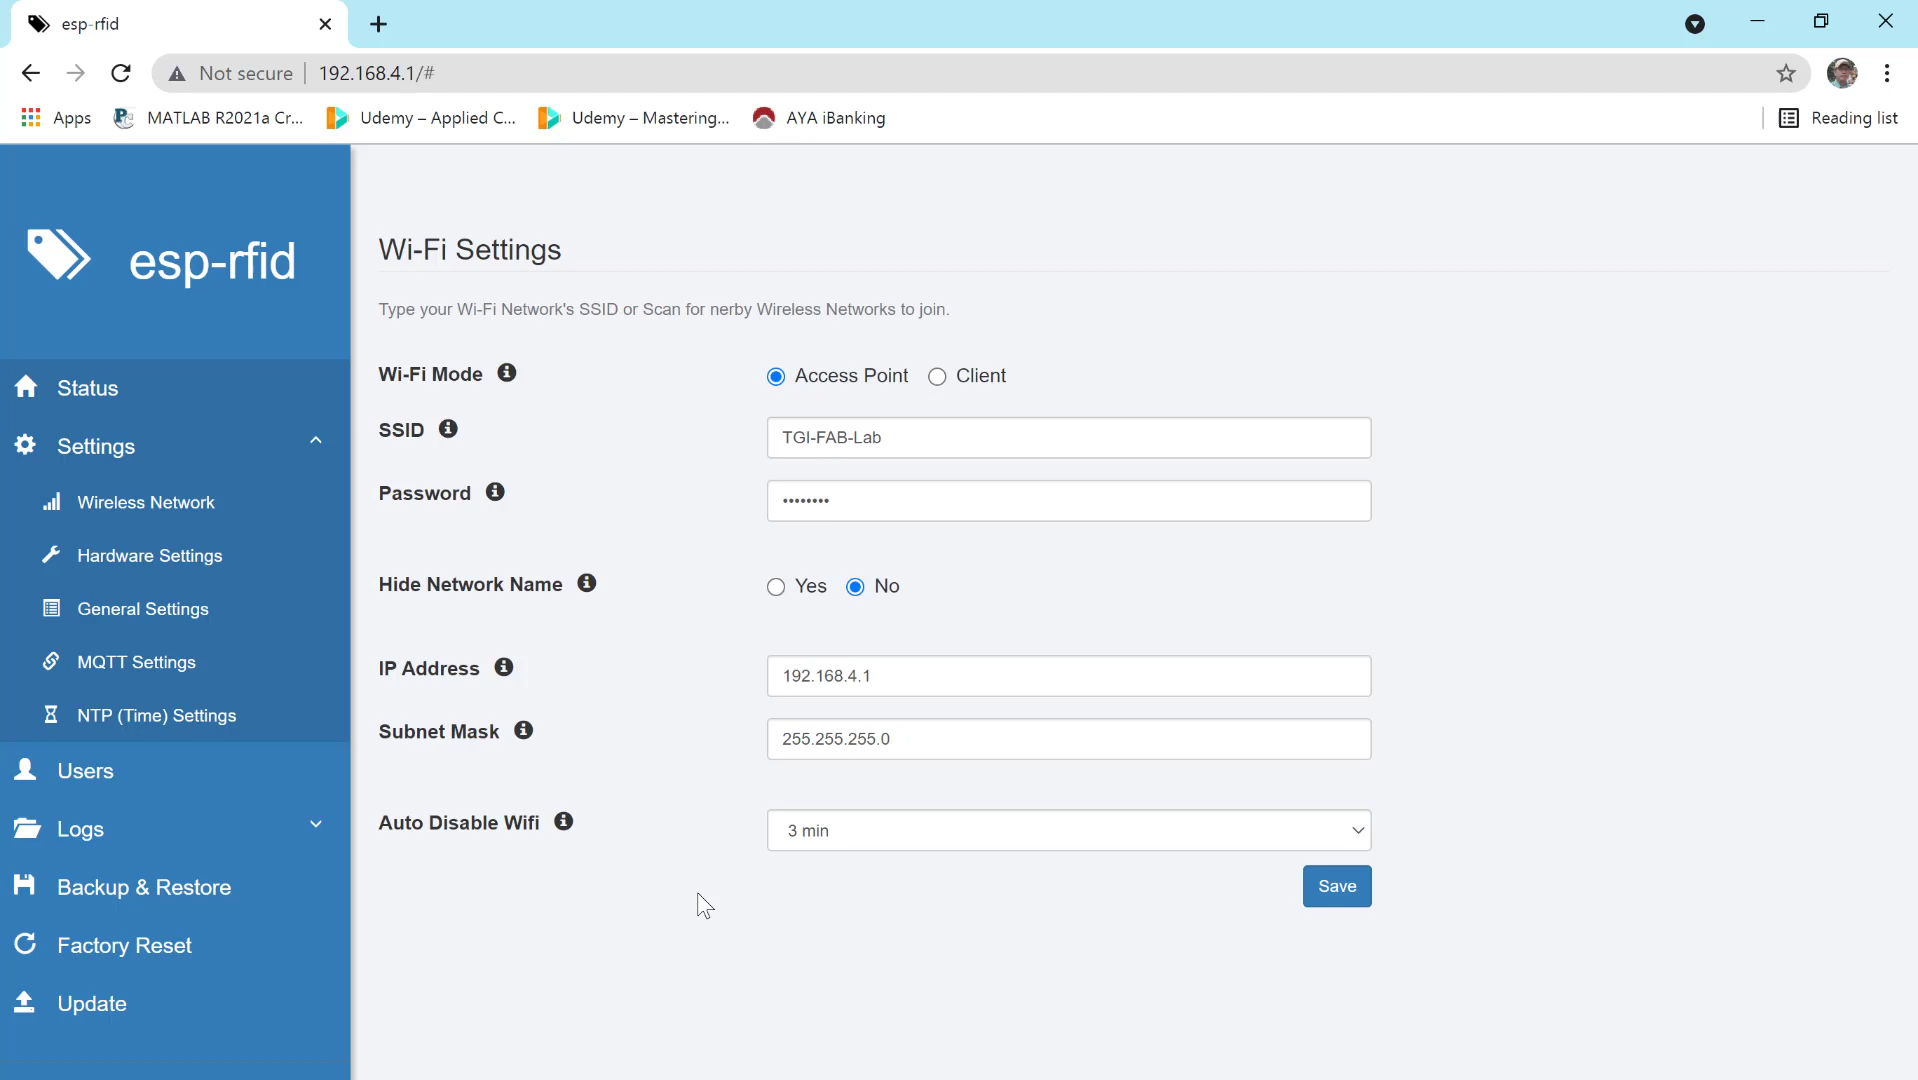 esp-rfid
Not secure
192.168.4.1/#
Apps
MATLAB R2021a Cr...
Udemy – Applied C...
Udemy – Mastering...
AYA iBanking
Reading list
esp-rfid
Status
Settings
Wireless Network
Hardware Settings
General Settings
MQTT Settings
NTP (Time) Settings
Users
Logs
Backup & Restore
Factory Reset
Update
Wi-Fi Settings
Type your Wi-Fi Network's SSID or Scan for nerby Wireless Networks to join.
Wi-Fi Mode
Access Point
Client
SSID
TGI-FAB-Lab
Password
••••••••
Hide Network Name
Yes
No
IP Address
192.168.4.1
Subnet Mask
255.255.255.0
Auto Disable Wifi
3 min
Save